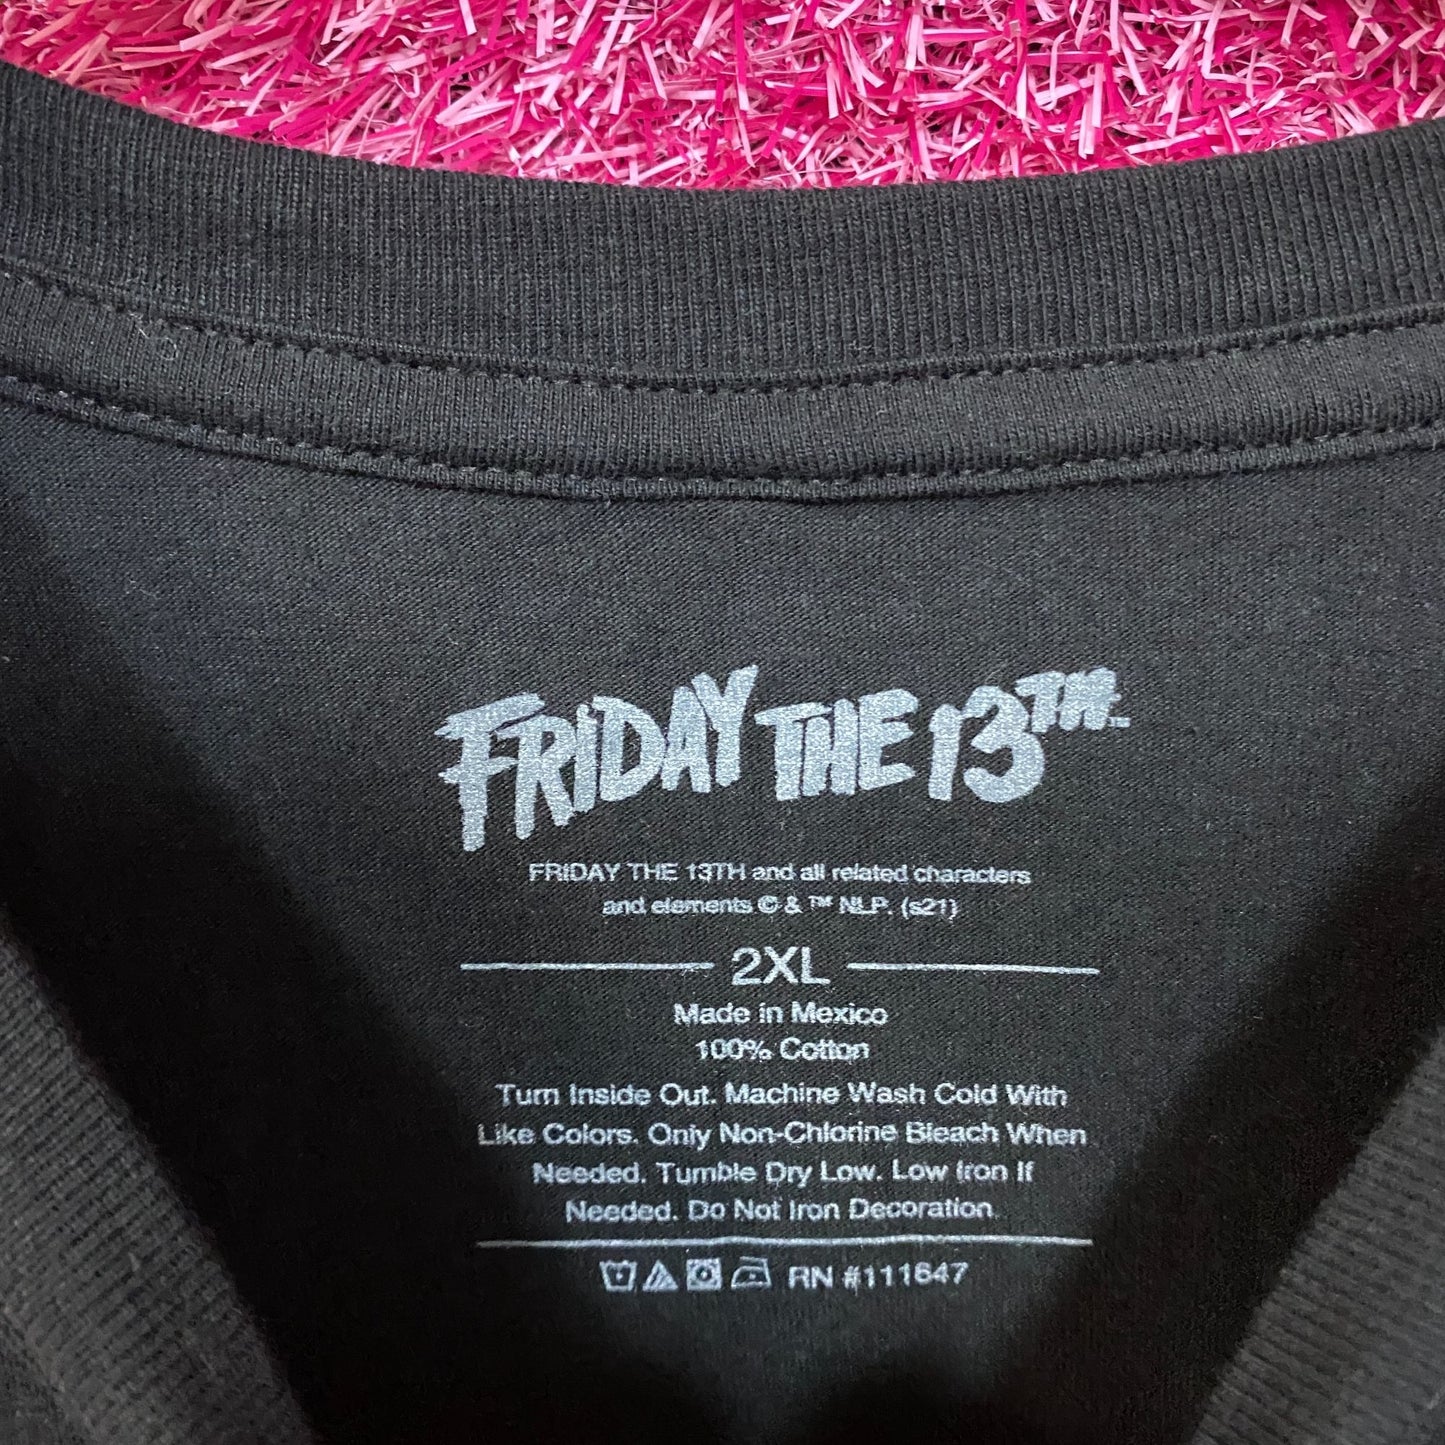 FRIDAY THE 13TH™
FRIDAY THE 13TH and all related characters
and elements © & ™ NLP. (s21)
2XL
Made in Mexico
100% Cotton
Turn Inside Out. Machine Wash Cold With
Like Colors. Only Non-Chlorine Bleach When
Needed. Tumble Dry Low. Low Iron If
Needed. Do Not Iron Decoration.
RN #111647